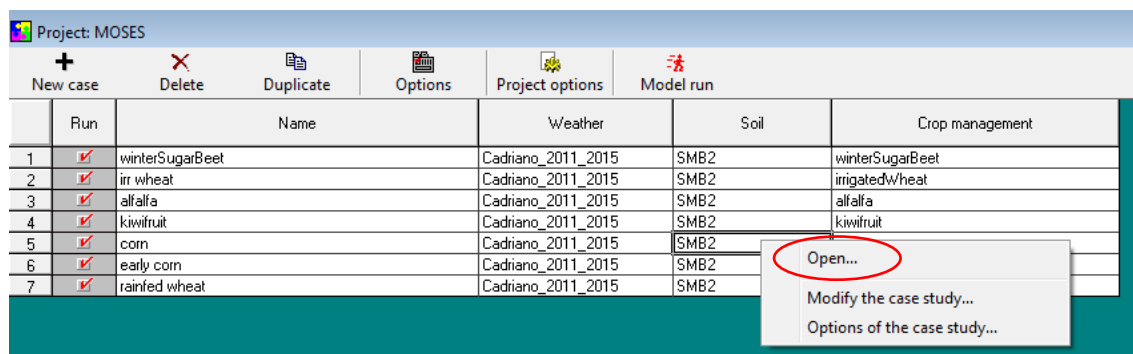 Project: MOSES
New case Delete Duplicate Options Project options Model run
Run Name Weather Soil Crop management
1 winterSugarBeet Cadriano_2011_2015 SMB2 winterSugarBeet
2 irr wheat Cadriano_2011_2015 SMB2 irrigatedWheat
3 alfalfa Cadriano_2011_2015 SMB2 alfalfa
4 kiwifruit Cadriano_2011_2015 SMB2 kiwifruit
5 corn Cadriano_2011_2015 SMB2
6 early corn Cadriano_2011_2015 SMB2
7 rainfed wheat Cadriano_2011_2015 SMB2
Open...
Modify the case study...
Options of the case study...